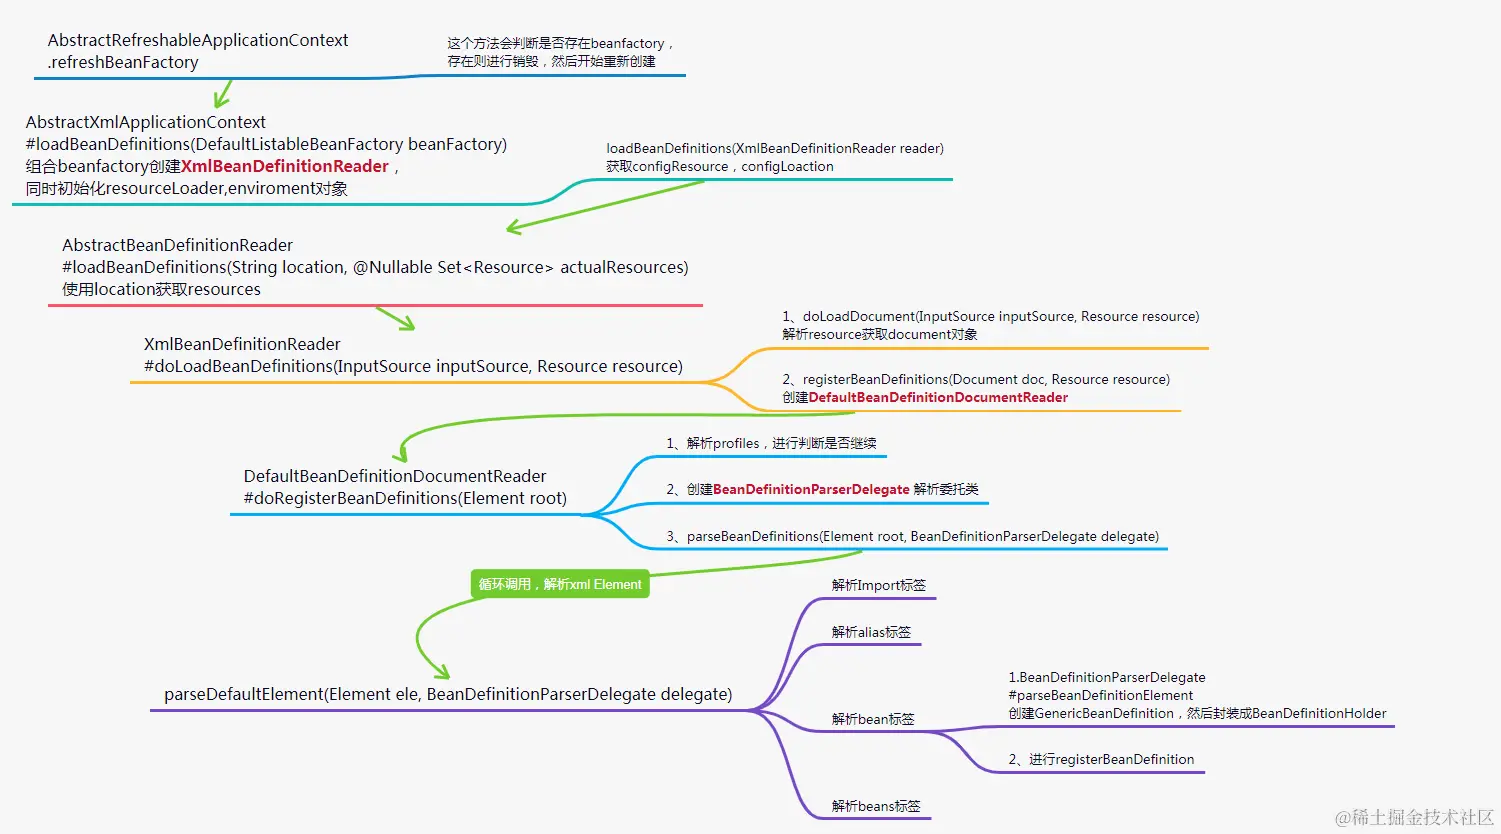 AbstractRefreshableApplicationContext
.refreshBeanFactory
这个方法会判断是否存在beanfactory，
存在则进行销毁，然后开始重新创建
AbstractXmlApplicationContext
#loadBeanDefinitions(DefaultListableBeanFactory beanFactory)
组合beanfactory创建XmlBeanDefinitionReader，
同时初始化resourceLoader,enviroment对象
loadBeanDefinitions(XmlBeanDefinitionReader reader)
获取configResource，configLoaction
AbstractBeanDefinitionReader
#loadBeanDefinitions(String location, @Nullable Set<Resource> actualResources)
使用location获取resources
XmlBeanDefinitionReader
#doLoadBeanDefinitions(InputSource inputSource, Resource resource)
1、doLoadDocument(InputSource inputSource, Resource resource)
解析resource获取document对象
2、registerBeanDefinitions(Document doc, Resource resource)
创建DefaultBeanDefinitionDocumentReader
DefaultBeanDefinitionDocumentReader
#doRegisterBeanDefinitions(Element root)
1、解析profiles，进行判断是否继续
2、创建BeanDefinitionParserDelegate 解析委托类
3、parseBeanDefinitions(Element root, BeanDefinitionParserDelegate delegate)
循环调用，解析xml Element
parseDefaultElement(Element ele, BeanDefinitionParserDelegate delegate)
解析Import标签
解析alias标签
解析bean标签
1.BeanDefinitionParserDelegate
#parseBeanDefinitionElement
创建GenericBeanDefinition，然后封装成BeanDefinitionHolder
2、进行registerBeanDefinition
解析beans标签
@稀土掘金技术社区